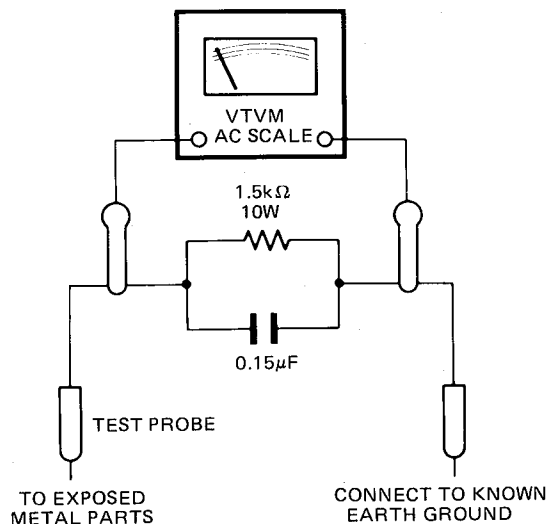 VTVM
AC SCALE
1.5kΩ
10W
0.15μF
TEST PROBE
TO EXPOSED
METAL PARTS
CONNECT TO KNOWN
EARTH GROUND